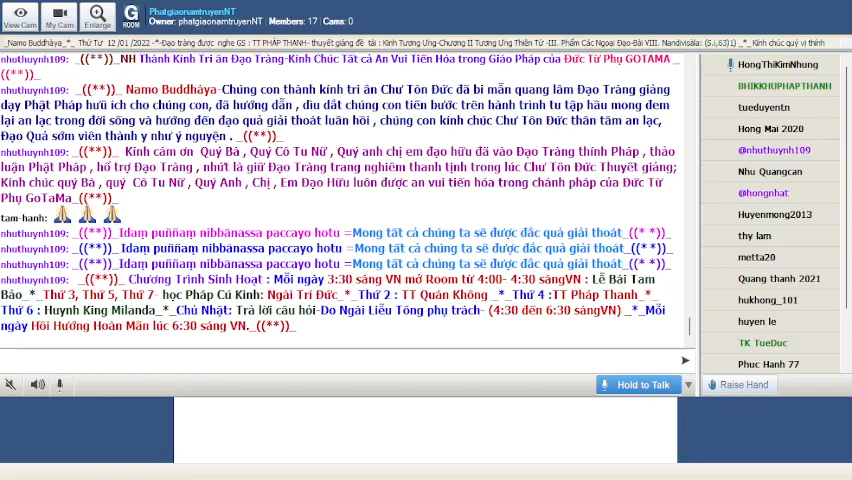 PhatgiaonamtruyenNT
Owner: phatgiaonamtruyenNT
Members: 17 | Cams: 0
View Cam
My Cam
Enlarge
G
ROOM
_Namo Buddhàya_*_ Thứ Tư 12 /01 /2022 -*-Đạo tràng được nghe GS : TT PHÁP THANH- thuyết giảng đề tài : Kinh Tương Ưng-Chương II Tương Ưng Thiên Tử -III. Phẩm Các Ngoại Đạo-Bài VIII. Nandivisàla: (S.i,63)1) _*_ Kính chúc quý vị thính
nhuthuynh109: _((**))_NH Thành Kính Tri ân Đạo Tràng-Kính Chúc Tất cả An Vui Tiến Hóa trong Giáo Pháp của Đức Từ Phụ GOTAMA _
((**))_
nhuthuynh109: _((**))_ Namo Buddhàya-Chúng con thành kính tri ân Chư Tôn Đức đã bi mẫn quang lâm Đạo Tràng giảng
dạy Phật Pháp hữu ích cho chúng con, đã hướng dẫn , dìu dắt chúng con tiến bước trên hành trình tu tập hầu mong đem
lại an lạc trong đời sống và hướng đến đạo quả giải thoát luân hồi , chúng con kính chúc Chư Tôn Đức thân tâm an lạc,
Đạo Quả sớm viên thành y như ý nguyện . _((**))_
nhuthuynh109: _((**))_ Kính cám ơn Quý Bà , Quý Cô Tu Nữ , Quý anh chị em đạo hữu đã vào Đạo Tràng thính Pháp , thảo
luận Phật Pháp , hổ trợ Đạo Tràng , nhứt là giữ Đạo Tràng trang nghiêm thanh tịnh trong lúc Chư Tôn Đức Thuyết giảng;
Kính chúc quý Bà , quý Cô Tu Nữ , Quý Anh , Chị , Em Đạo Hữu luôn được an vui tiến hóa trong chánh pháp của Đức Từ
Phụ GoTaMa_((**))_
tam-hanh:
nhuthuynh109: _((**))_Idaṃ puññaṃ nibbānassa paccayo hotu =Mong tất cả chúng ta sẽ được đắc quả giải thoát_((* *))_
nhuthuynh109: _((**))_ Idaṃ puññaṃ nibbānassa paccayo hotu =Mong tất cả chúng ta sẽ được đắc quả giải thoát_((* *))_
nhuthuynh109: _((**))_Idaṃ puññaṃ nibbānassa paccayo hotu =Mong tất cả chúng ta sẽ được đắc quả giải thoát_((* *))_
nhuthuynh109: _((**))_ Chương Trình Sinh Hoạt : Mỗi ngày 3:30 sáng VN mở Room từ 4:00- 4:30 sángVN : Lễ Bái Tam
Bảo_*_Thứ 3, Thứ 5, Thứ 7- học Pháp Cú Kinh: Ngài Trí Đức_*_Thứ 2 : TT Quán Không _*_Thứ 4 :TT Pháp Thanh_*_
Thứ 6 : Huynh King Milanda_*_Chủ Nhật: Trả lời câu hỏi-Do Ngài Liễu Tông phụ trách- (4:30 đến 6:30 sángVN) _*_Mỗi
ngày Hồi Hướng Hoàn Mãn lúc 6:30 sáng VN._((**))_
Hold to Talk
Raise Hand
HongThiKimNhung
BHIKKHUPHAPTHANH
tueduyentn
Hong Mai 2020
@nhuthuynh109
Nhu Quangcan
@hongnhat
Huyenmong2013
thy lam
metta20
Quang thanh 2021
hukhong_101
huyen le
TK TueDuc
Phuc Hanh 77